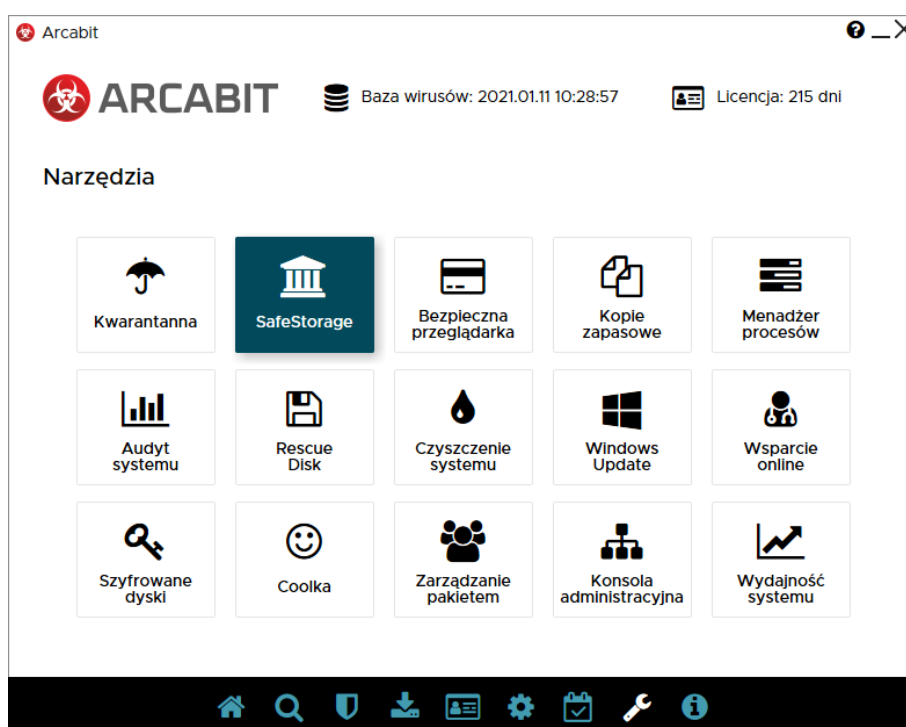 Arcabit
ARCABIT
Baza wirusów: 2021.01.11 10:28:57
Licencja: 215 dni
Narzędzia
Kwarantanna
SafeStorage
Bezpieczna
przeglądarka
Kopie
zapasowe
Menadżer
procesów
Audyt
systemu
Rescue
Disk
Czyszczenie
systemu
Windows
Update
Wsparcie
online
Szyfrowane
dyski
Coolka
Zarządzanie
pakietem
Konsola
administracyjna
Wydajność
systemu